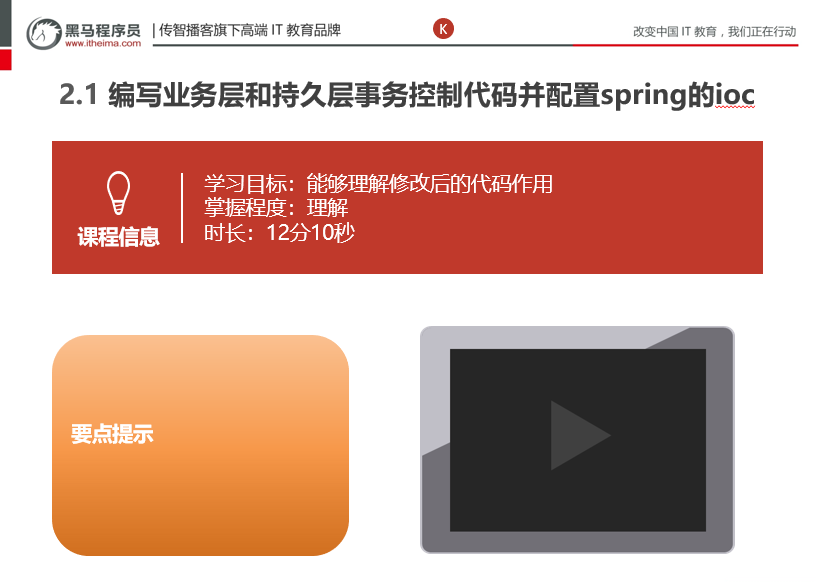 黑马程序员
www.itheima.com
传智播客旗下高端 IT 教育品牌
K
改变中国 IT 教育，我们正在行动
2.1 编写业务层和持久层事务控制代码并配置spring的ioc
课程信息
学习目标：能够理解修改后的代码作用
掌握程度：理解
时长：12分10秒
要点提示